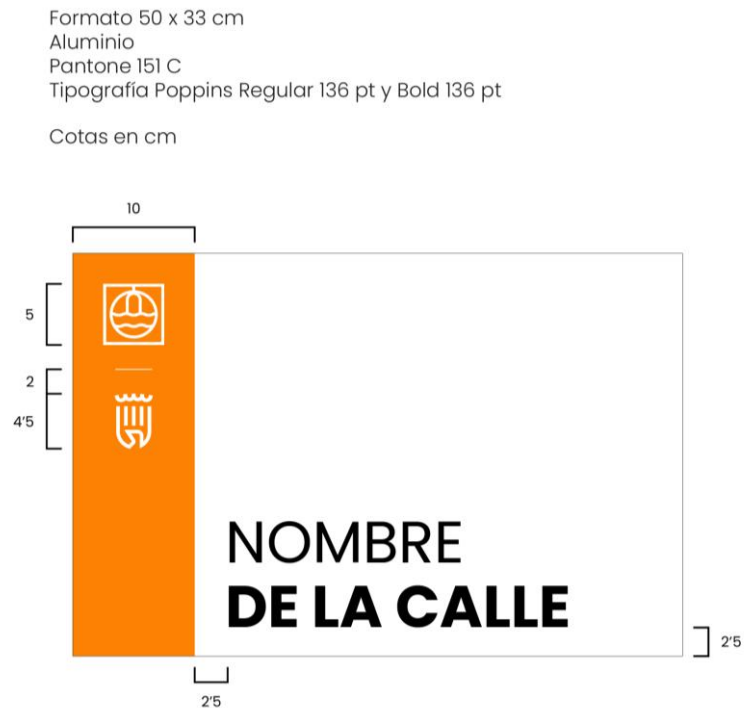 Formato 50 x 33 cm
Aluminio
Pantone 151 C
Tipografía Poppins Regular 136 pt y Bold 136 pt
Cotas en cm
10
5
2
4'5
NOMBRE
DE LA CALLE
2'5
2'5